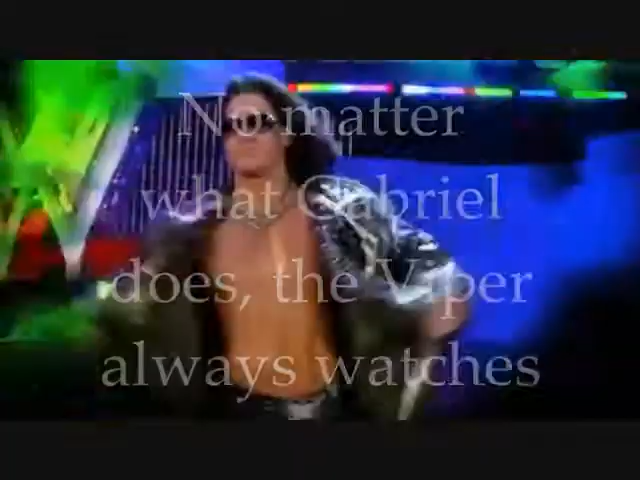 No matter
what Gabriel
does, the Viper
always watches